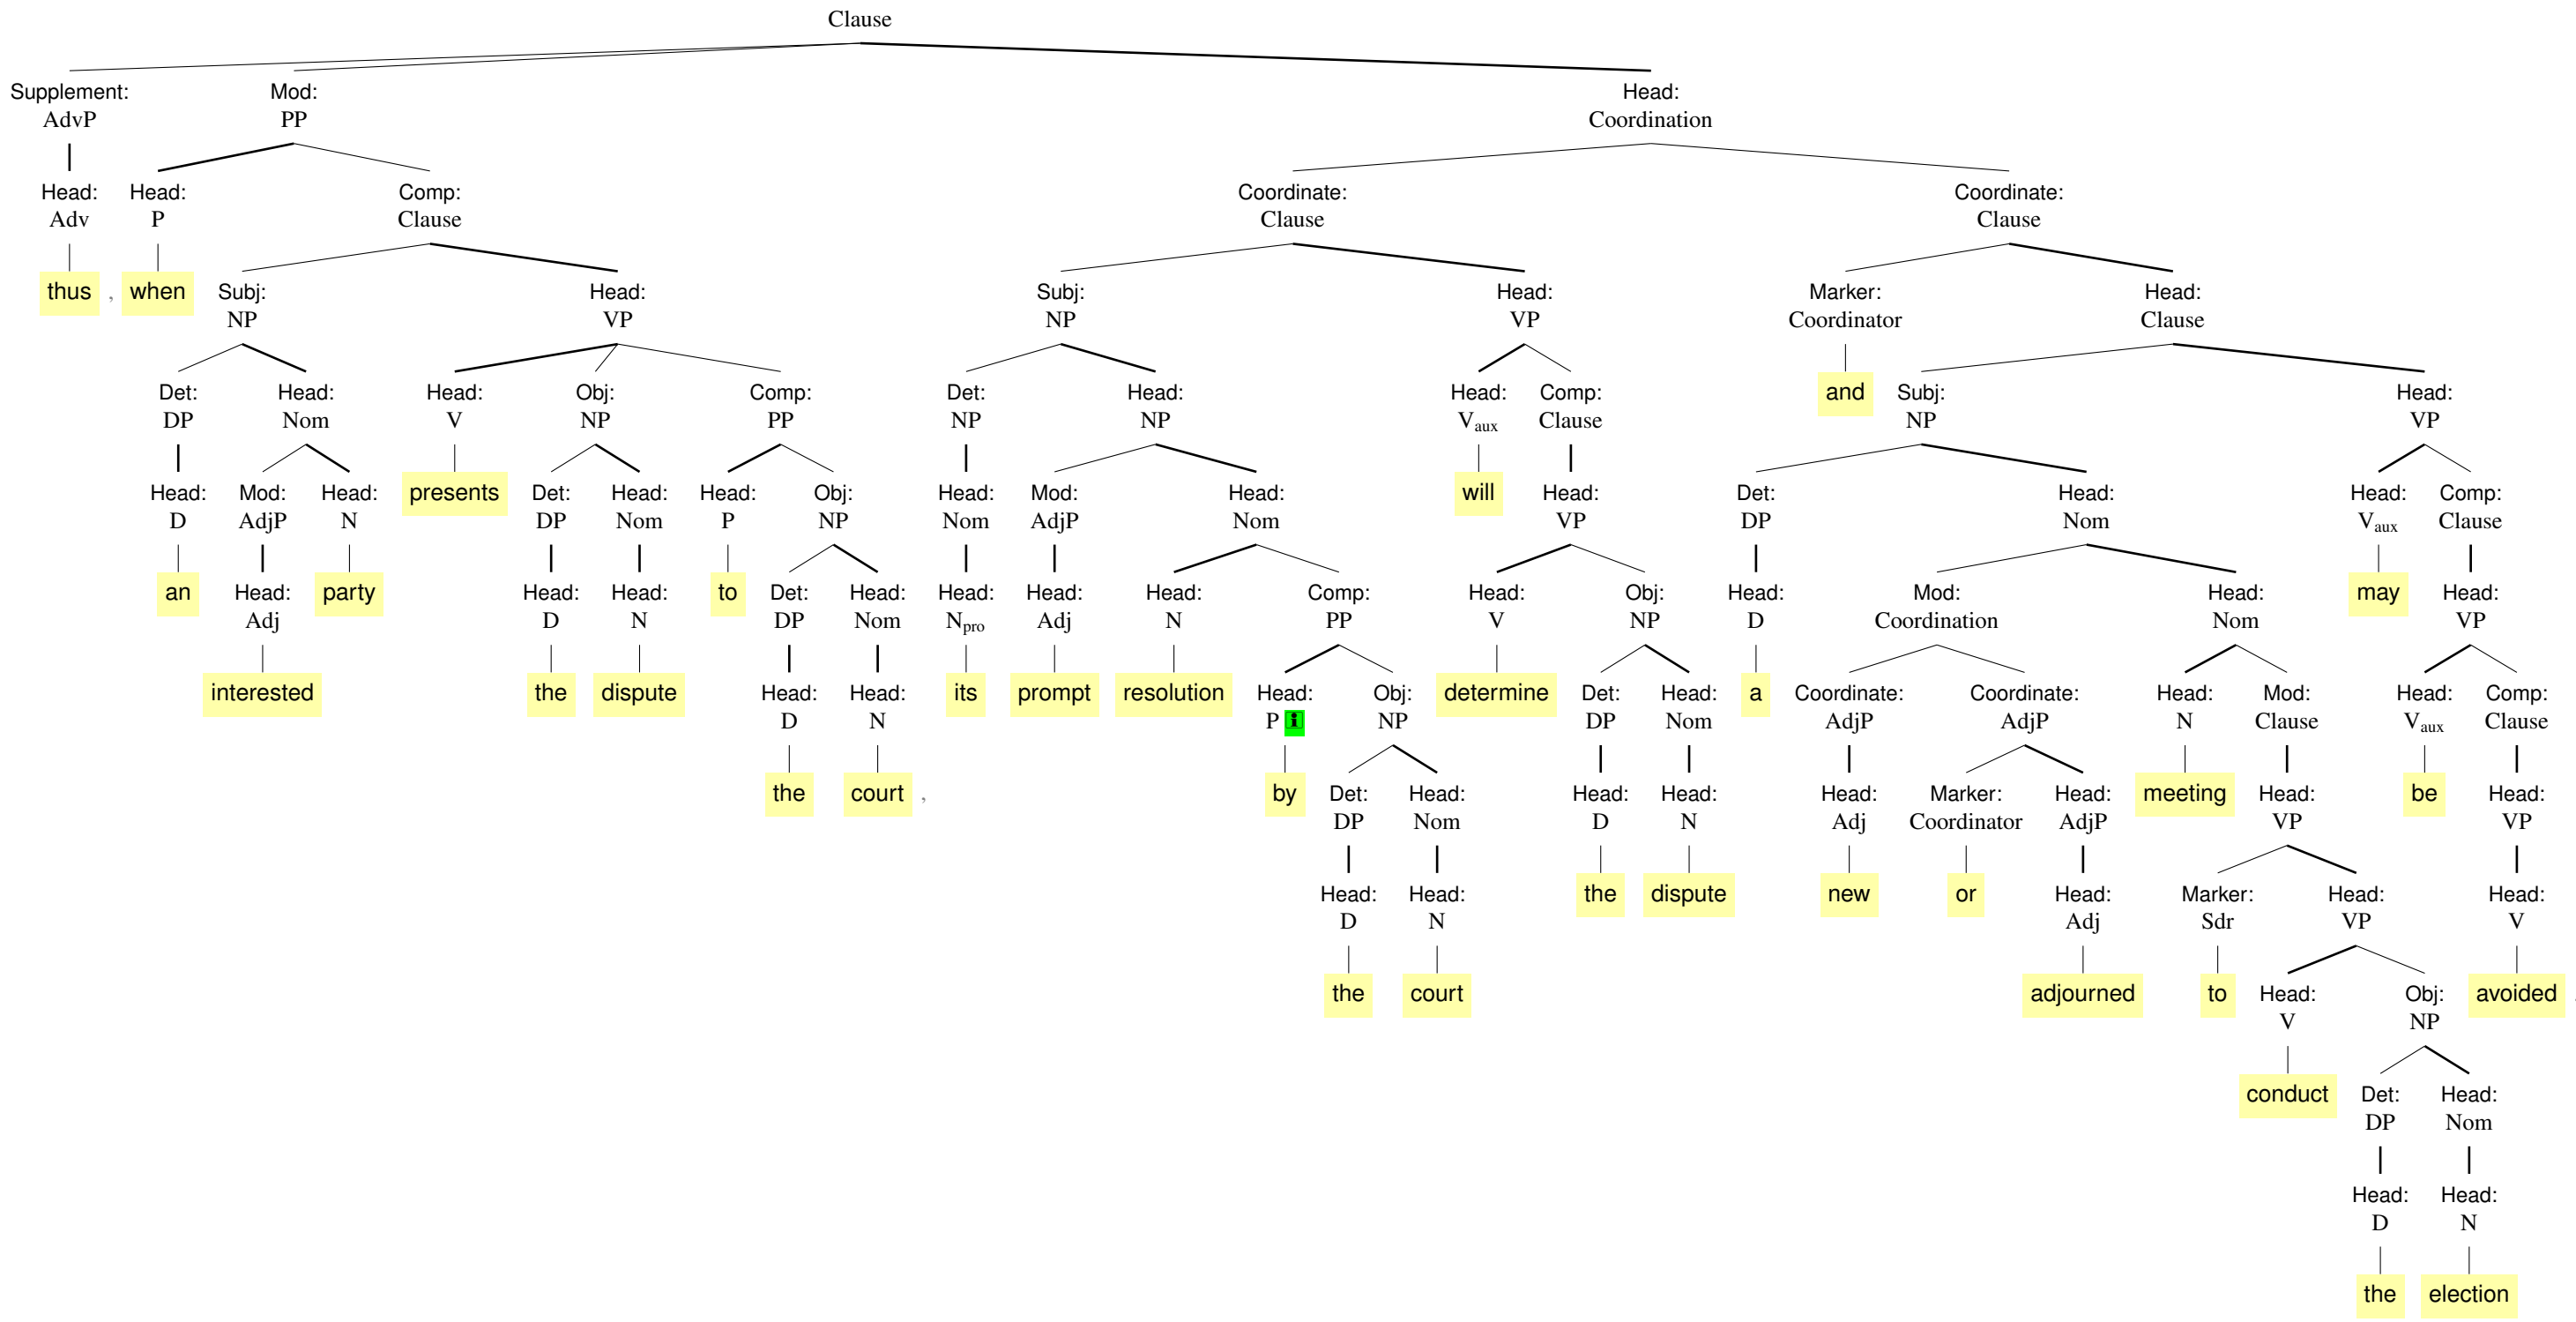 Clause
Supplement: Mod: Head:
AdvP PP Coordination
Head: Head: Comp: Coordinate: Coordinate:
Adv P Clause Clause Clause
thus , when Subj: Head: Subj: Head: Marker: Head:
NP VP NP VP Coordinator Clause
Det: Head: Head: Obj: Comp: Det: Head: Head: Comp: and Subj: Head:
DP Nom V NP PP NP NP Vaux Clause NP VP
Head: Mod: Head: presents Det: Head: Head: Obj: Head: Mod: Head: will Head: Det: Head: Head: Comp:
D AdjP N DP Nom P NP Nom AdjP Nom VP DP Nom Vaux Clause
an Head: party Head: Head: to Det: Head: Head: Head: Head: Comp: Head: Obj: Head: Mod: Head: may Head:
Adj D N DP Nom Npro Adj N PP V NP D Coordination Nom VP
interested the dispute Head: Head: its prompt resolution Head: Obj: determine Det: Head: a Coordinate: Coordinate: Head: Mod: Head: Comp:
D N P i NP DP Nom AdjP AdjP N Clause Vaux Clause
the court , by Det: Head: Head: Head: Head: Marker: Head: meeting Head: be Head:
DP Nom D N Adj Coordinator AdjP VP VP
Head: Head: the dispute new or Head: Marker: Head: Head:
D N Adj Sdr VP V
the court adjourned to Head: Obj: avoided
V NP
conduct Det: Head:
DP Nom
Head: Head:
D N
the election